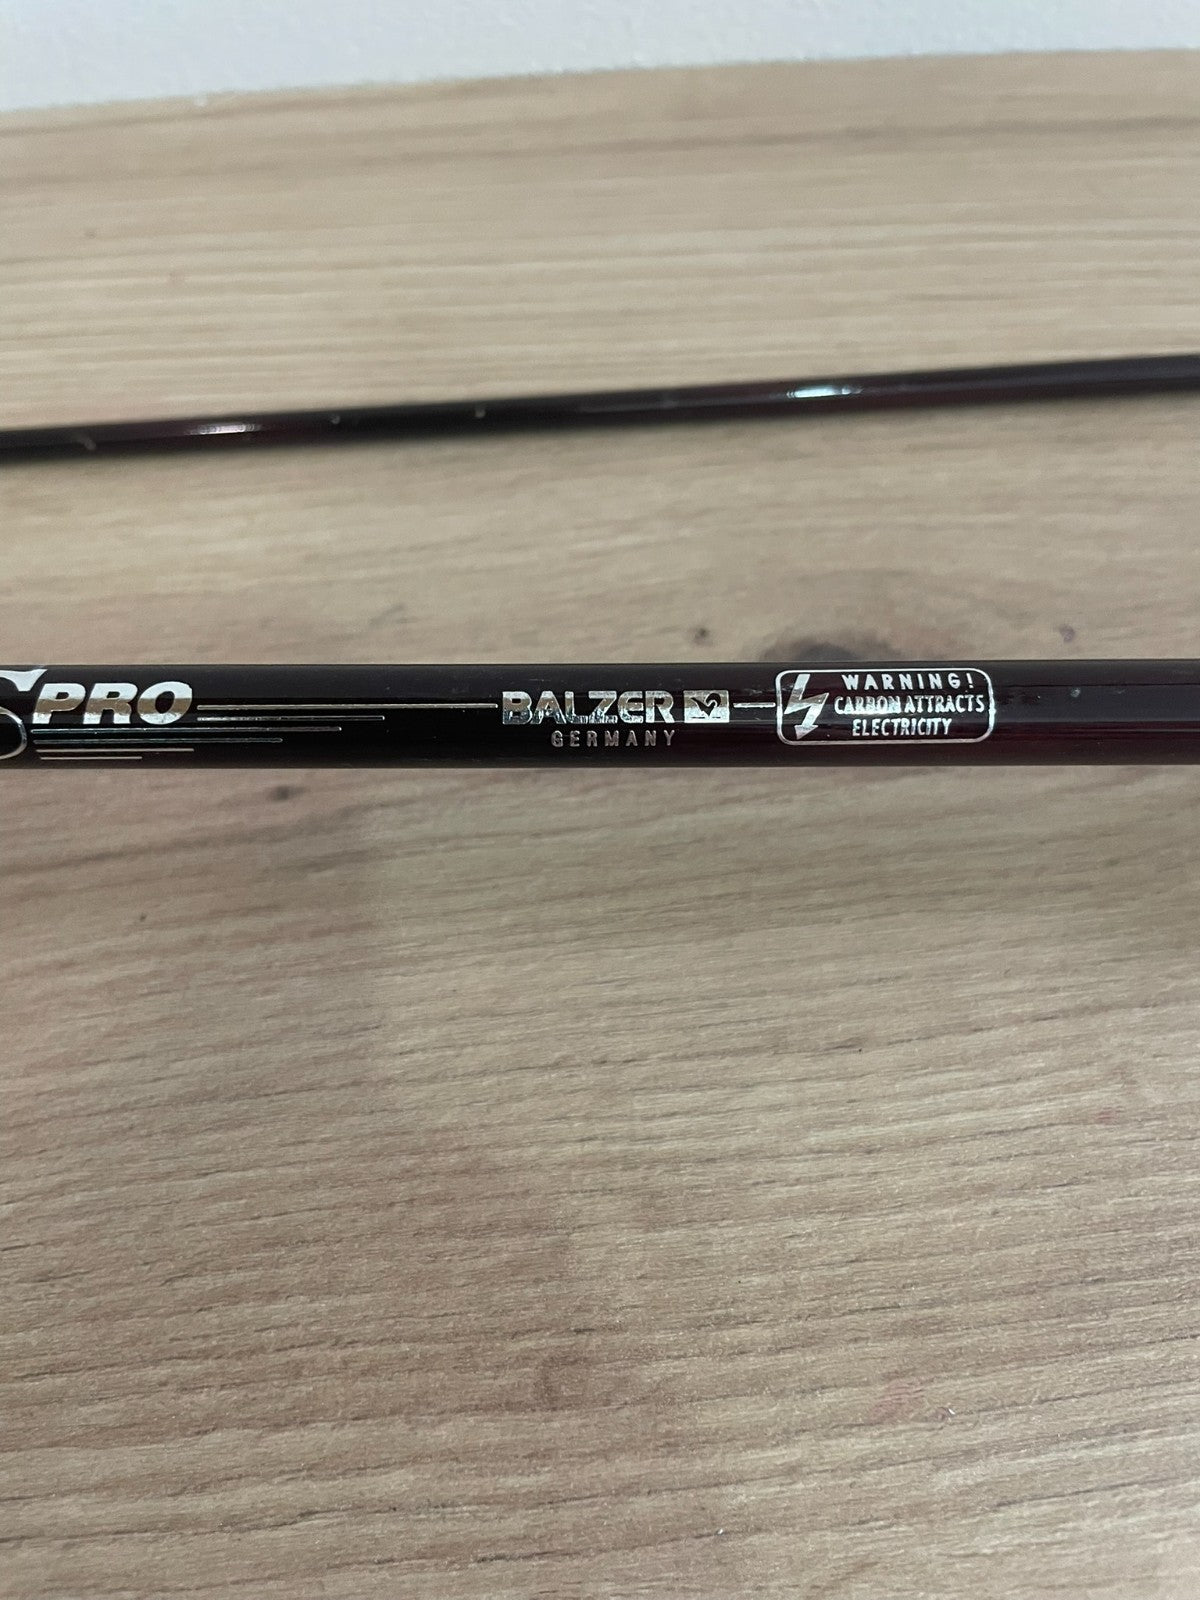 S PRO
BALZER
GERMANY
WARNING!
CARBON ATTRACTS
ELECTRICITY